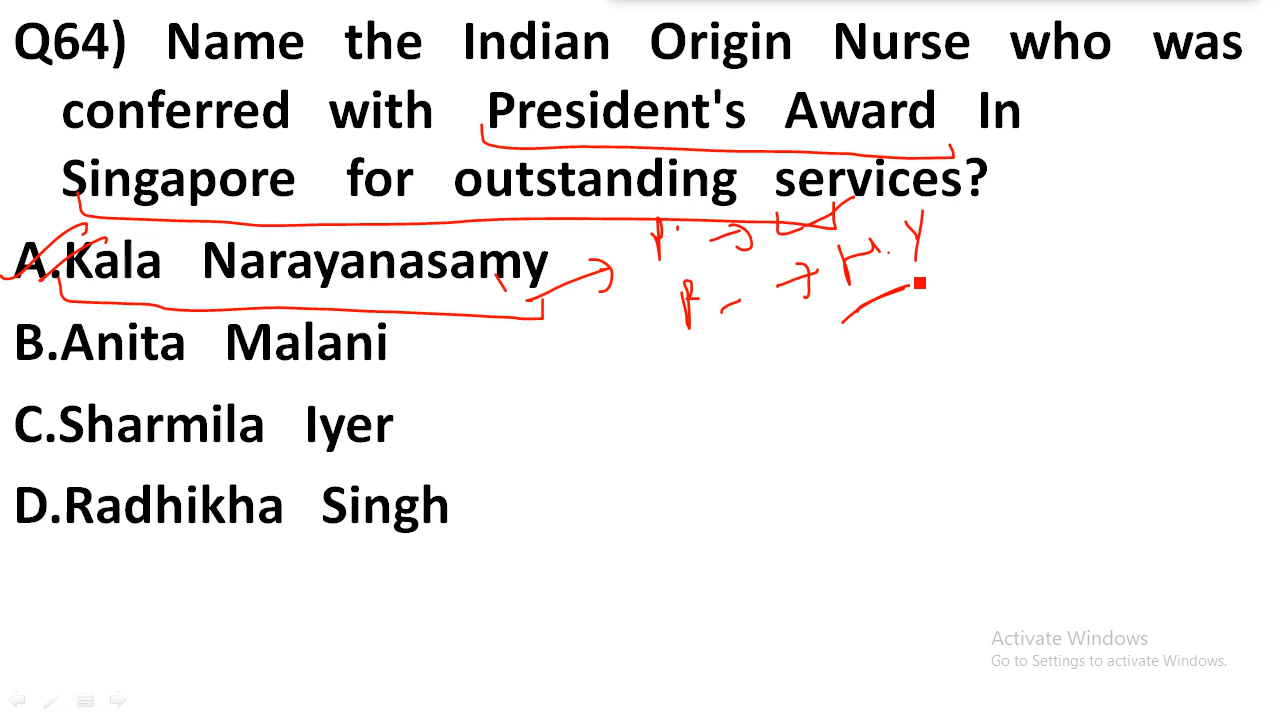 Q64) Name the Indian Origin Nurse who was
conferred with President's Award In
Singapore for outstanding services?
A.Kala Narayanasamy
B.Anita Malani
C.Sharmila Iyer
D.Radhikha Singh
Activate Windows
Go to Settings to activate Windows.